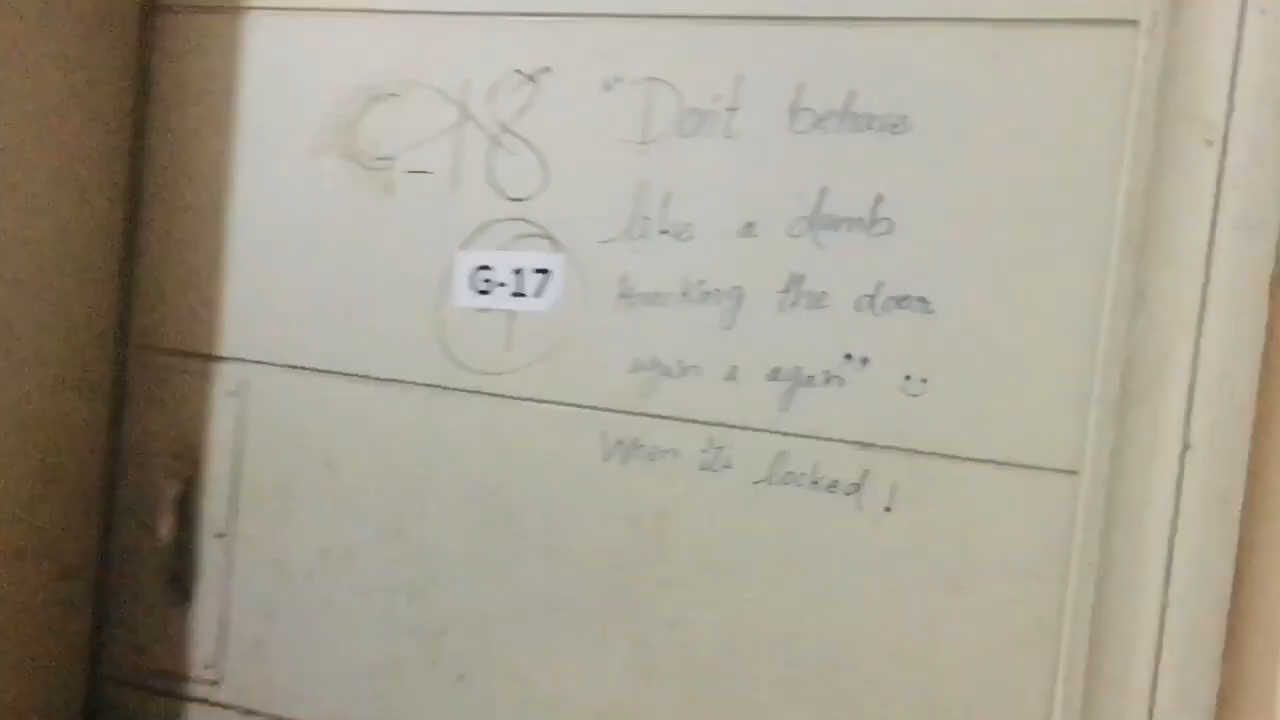 G-18
"Don't behave
like a dumb
G-17
knocking the door
again & again" :)
When it's locked!